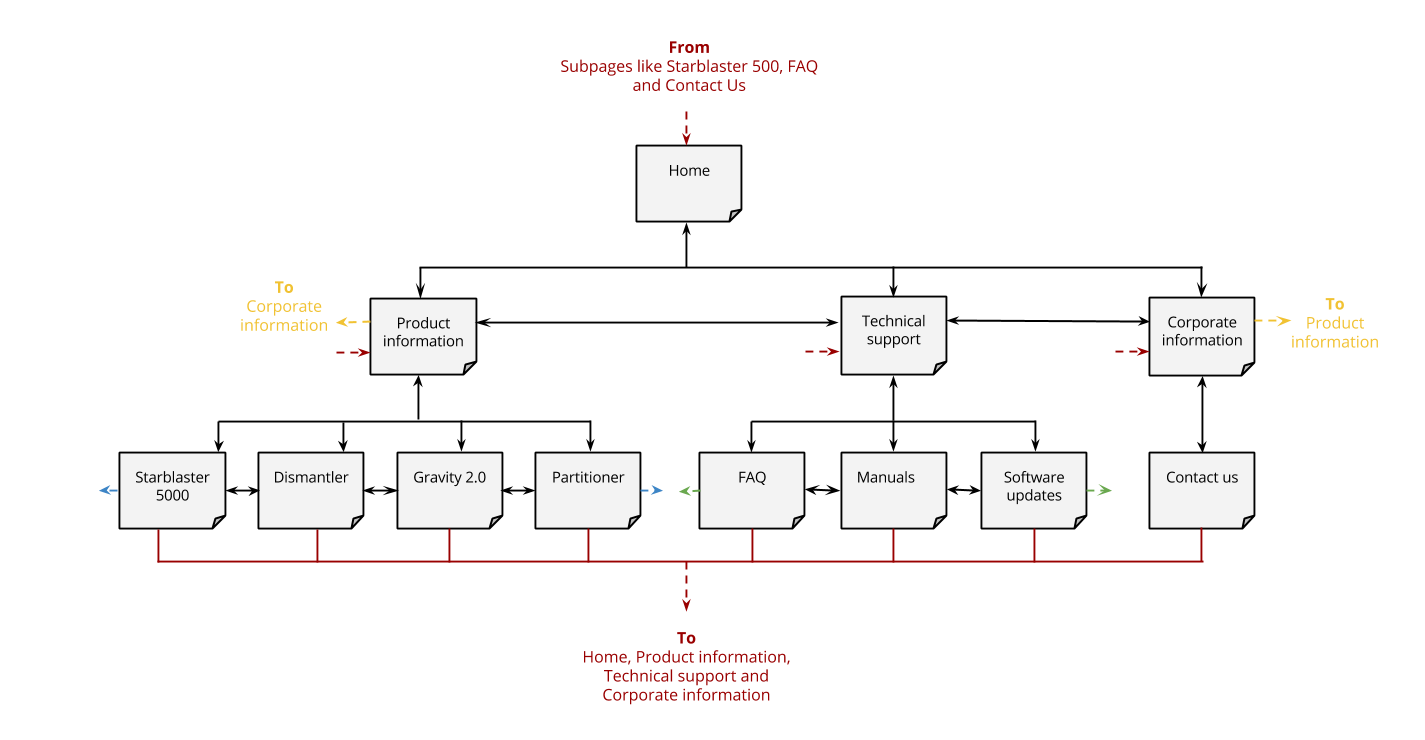 From
Subpages like Starblaster 500, FAQ
and Contact Us
Home
To
Corporate
information
Product
information
Technical
support
Corporate
information
To
Product
information
Starblaster
5000
Dismantler
Gravity 2.0
Partitioner
FAQ
Manuals
Software
updates
Contact us
To
Home, Product information,
Technical support and
Corporate information